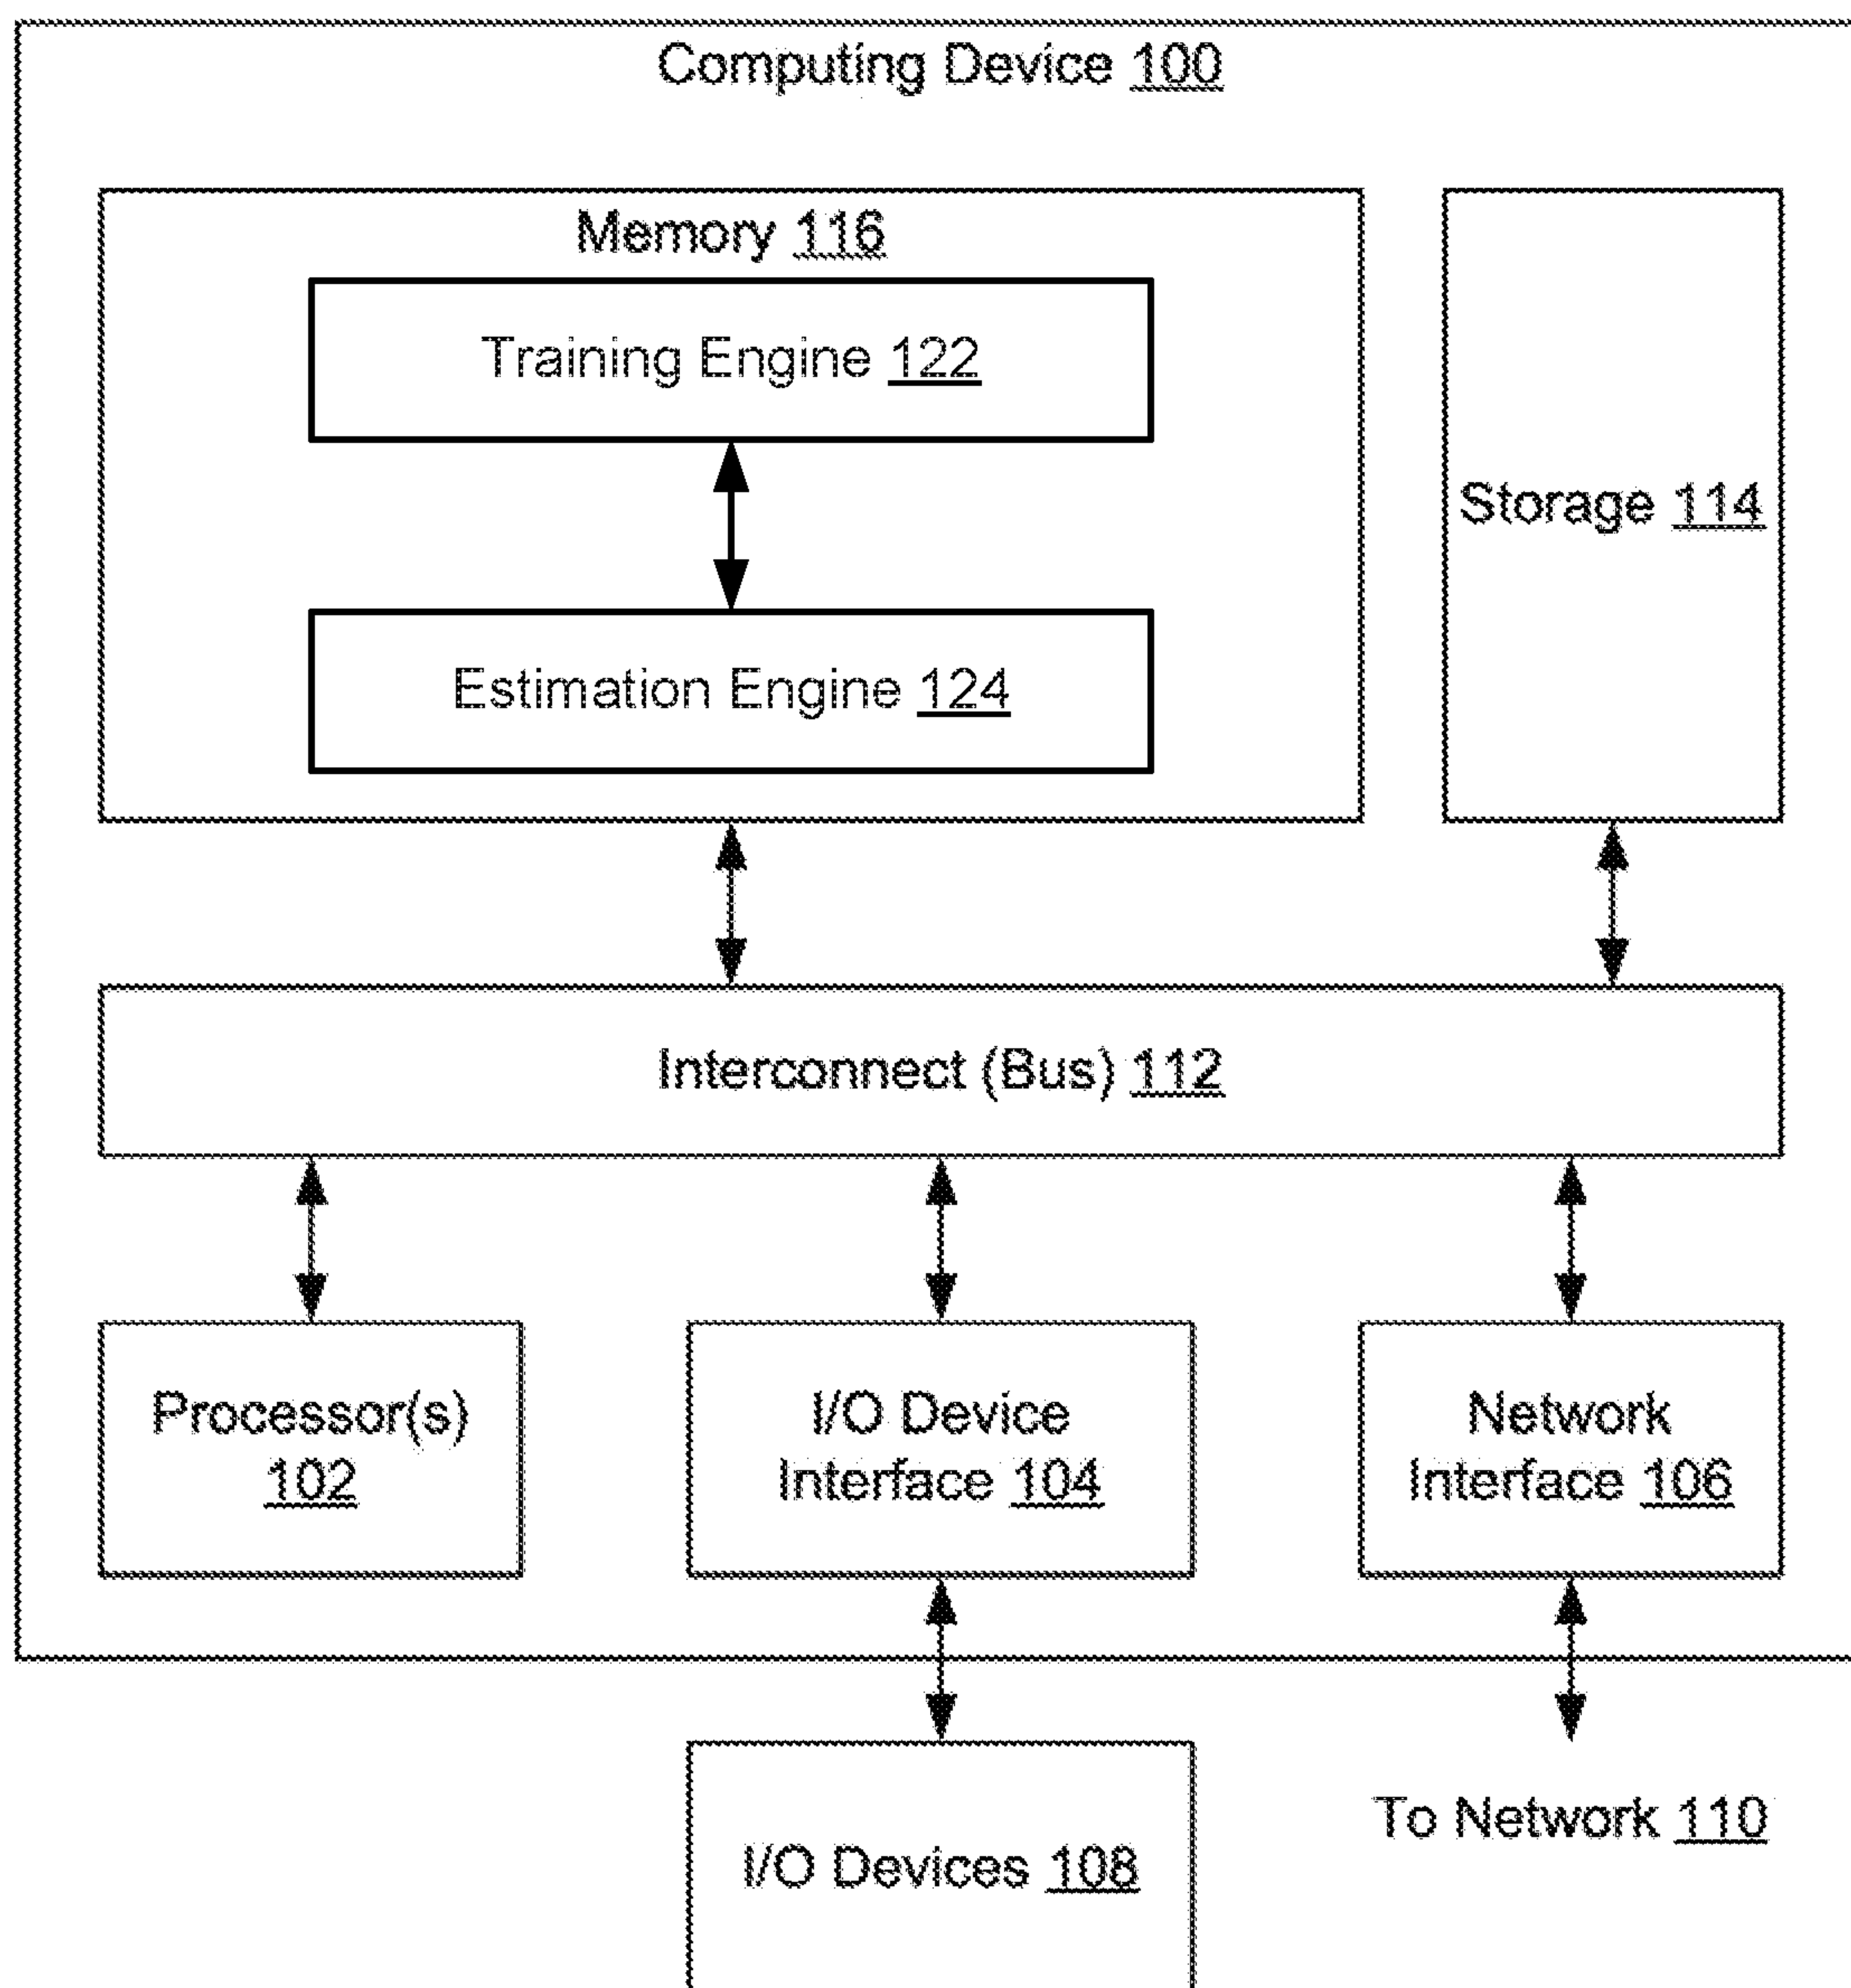 Computing Device 100
Memory 116
Training Engine 122
Estimation Engine 124
Storage 114
Interconnect (Bus) 112
Processor(s)
102
I/O Device
Interface 104
Network
Interface 106
I/O Devices 108
To Network 110